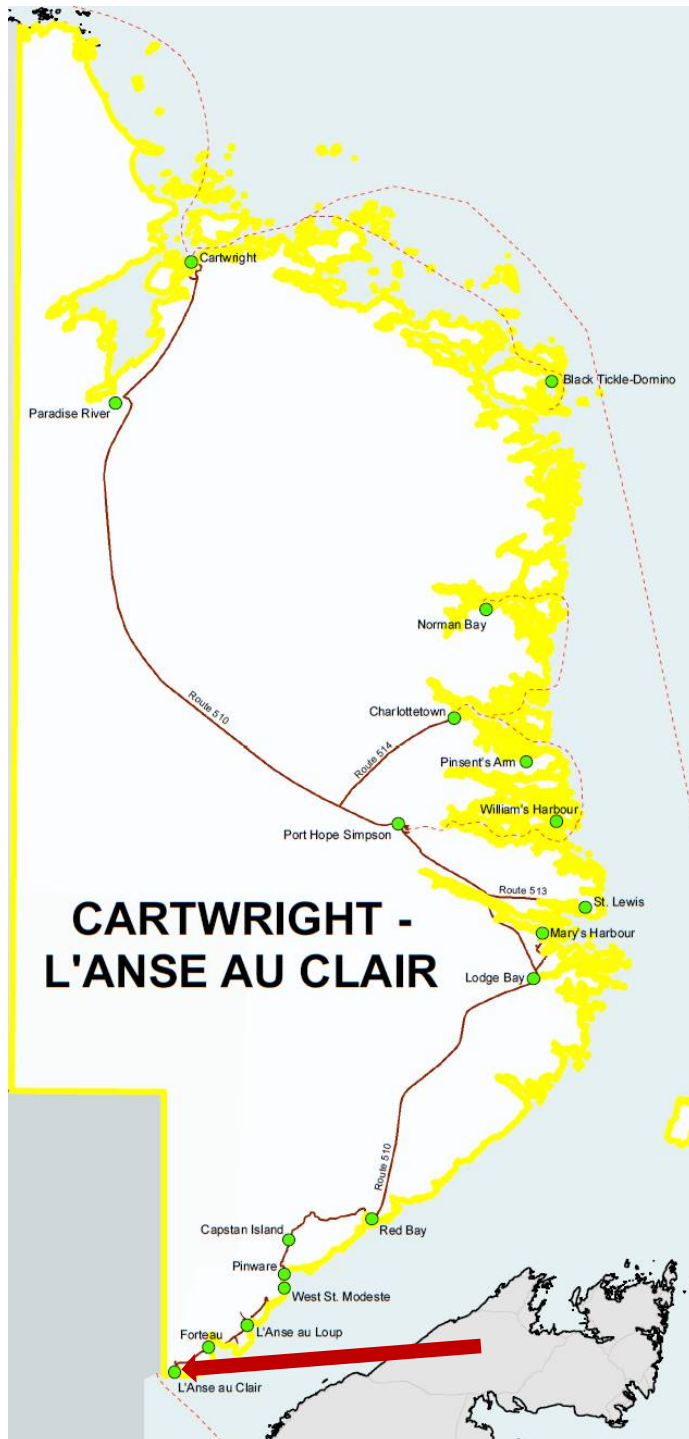 Cartwright
Black Tickle-Domino
Paradise River
Norman Bay
Route 510
Charlottetown
Route 514
Pinsent's Arm
William's Harbour
Port Hope Simpson
Route 513
St. Lewis
CARTWRIGHT -
L'ANSE AU CLAIR
Mary's Harbour
Lodge Bay
Route 510
Capstan Island
Red Bay
Pinware
West St. Modeste
L'Anse au Loup
Forteau
L'Anse au Clair